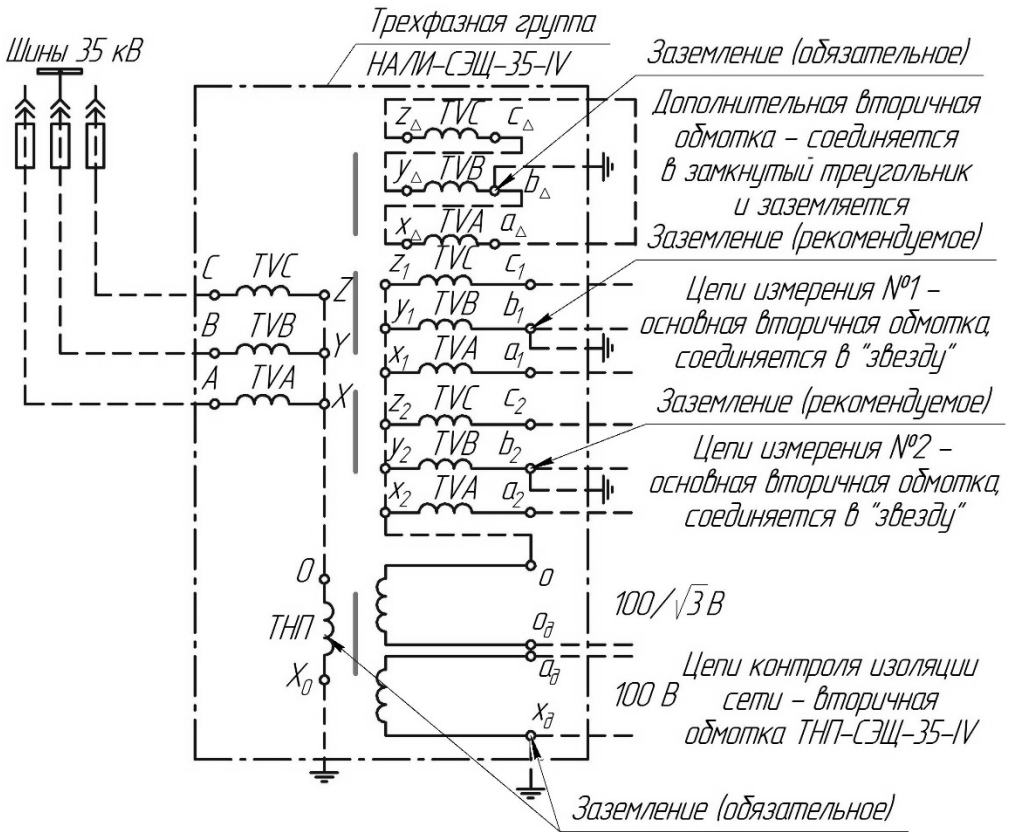 Трехфазная группа
НАЛИ-СЭЩ-35-IV
Шины 35 кВ
Заземление (обязательное)
Дополнительная вторичная
обмотка – соединяется
в замкнутый треугольник
и заземляется
z△ TVC c△
y△ TVB b△
x△ TVA a△
Заземление (рекомендуемое)
z1 TVC c1
y1 TVB b1
x1 TVA a1
Цепи измерения №1 –
основная вторичная обмотка,
соединяется в "звезду"
C TVC Z
B TVB Y
A TVA X
Заземление (рекомендуемое)
z2 TVC c2
y2 TVB b2
x2 TVA a2
Цепи измерения №2 –
основная вторичная обмотка,
соединяется в "звезду"
O
ТНП
X0
o
100/√3 В
oд
aд
100 В
xд
Цепи контроля изоляции
сети – вторичная
обмотка ТНП-СЭЩ-35-IV
Заземление (обязательное)